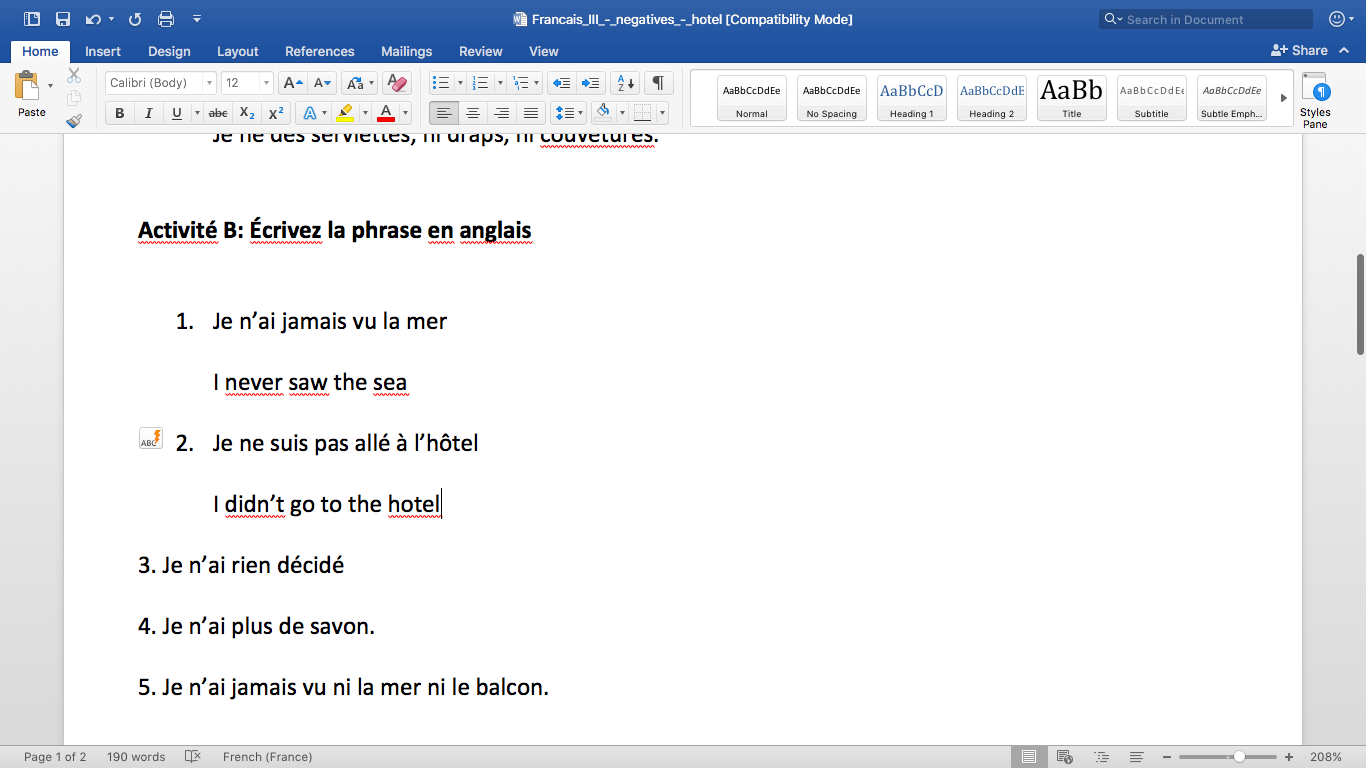 Francais_III_-_negatives_-_hotel [Compatibility Mode]
Search in Document
Home Insert Design Layout References Mailings Review View Share
Paste
Calibri (Body) 12
AaBbCcDdEe AaBbCcDdEe AaBbCcD AaBbCcDdE AaBb AaBbCcDdEe AaBbCcDdEe
Normal No Spacing Heading 1 Heading 2 Title Subtitle Subtle Emph...
Styles Pane
Je ne des serviettes, ni draps, ni couvetures.
Activité B: Écrivez la phrase en anglais
1. Je n’ai jamais vu la mer
I never saw the sea
2. Je ne suis pas allé à l’hôtel
I didn’t go to the hotel
3. Je n’ai rien décidé
4. Je n’ai plus de savon.
5. Je n’ai jamais vu ni la mer ni le balcon.
Page 1 of 2 190 words French (France) 208%